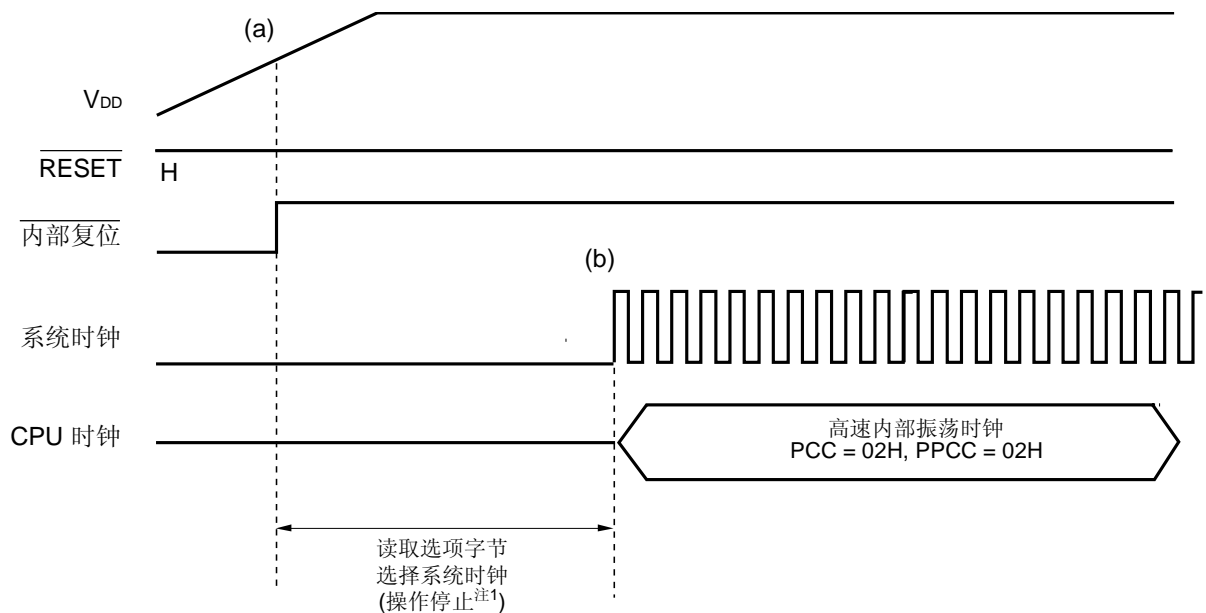 (a)
VDD
RESET
H
内部复位
(b)
系统时钟
CPU 时钟
高速内部振荡时钟
PCC = 02H, PPCC = 02H
读取选项字节
选择系统时钟
(操作停止注1)